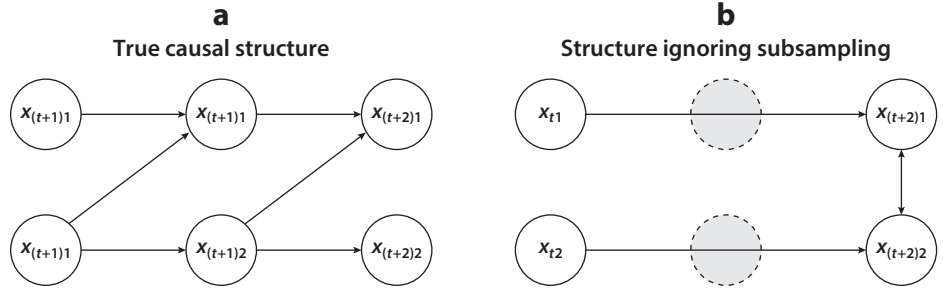 a
True causal structure
x(t+1)1
x(t+1)1
x(t+2)1
x(t+1)1
x(t+1)2
x(t+2)2
b
Structure ignoring subsampling
xt1
x(t+2)1
xt2
x(t+2)2